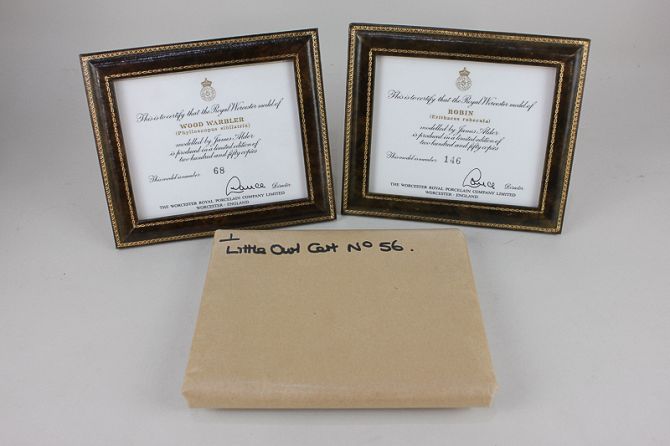 This is to certify that the Royal Worcester model of
WOOD WARBLER
(Phylloscopus sibilatrix)
modelled by James Alder
is produced in a limited edition of
two hundred and fifty copies
This model is number 68
Director
THE WORCESTER ROYAL PORCELAIN COMPANY LIMITED
WORCESTER · ENGLAND
This is to certify that the Royal Worcester model of
ROBIN
(Erithacus rubecula)
modelled by James Alder
is produced in a limited edition of
two hundred and fifty copies
This model is number 146
Director
THE WORCESTER ROYAL PORCELAIN COMPANY LIMITED
WORCESTER · ENGLAND
Little Owl Cert No 56.